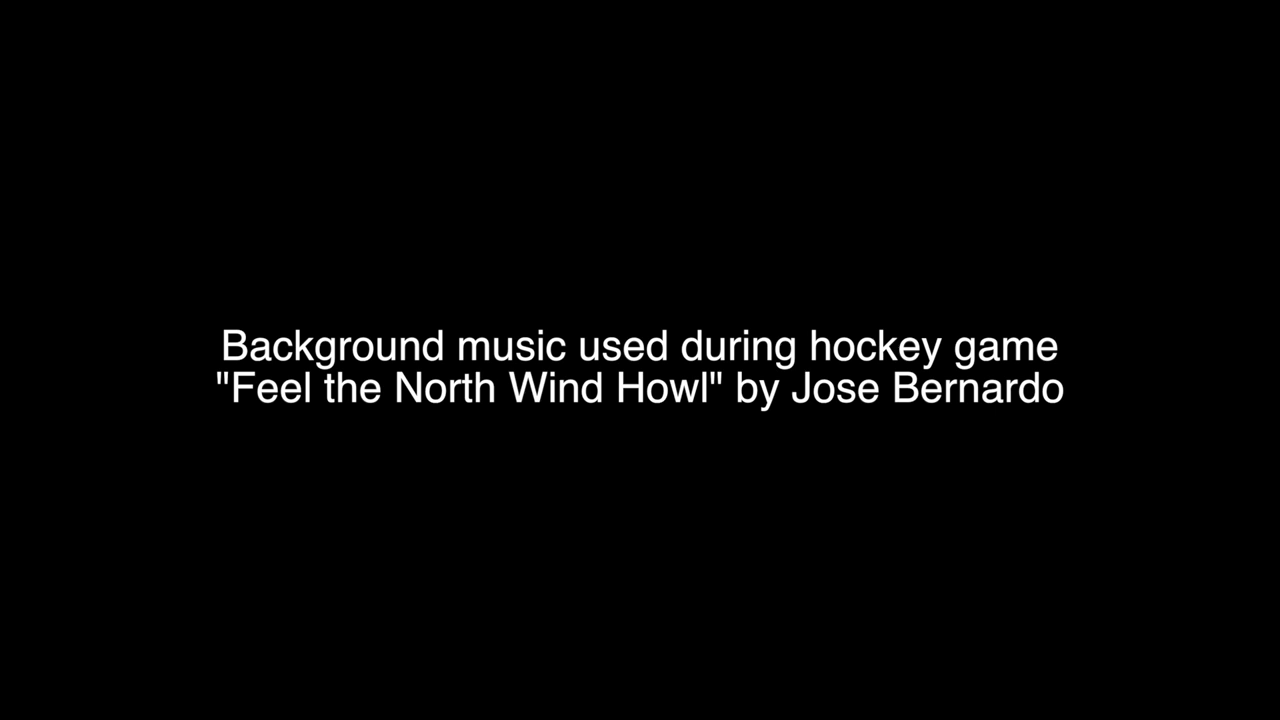 Background music used during hockey game
"Feel the North Wind Howl" by Jose Bernardo